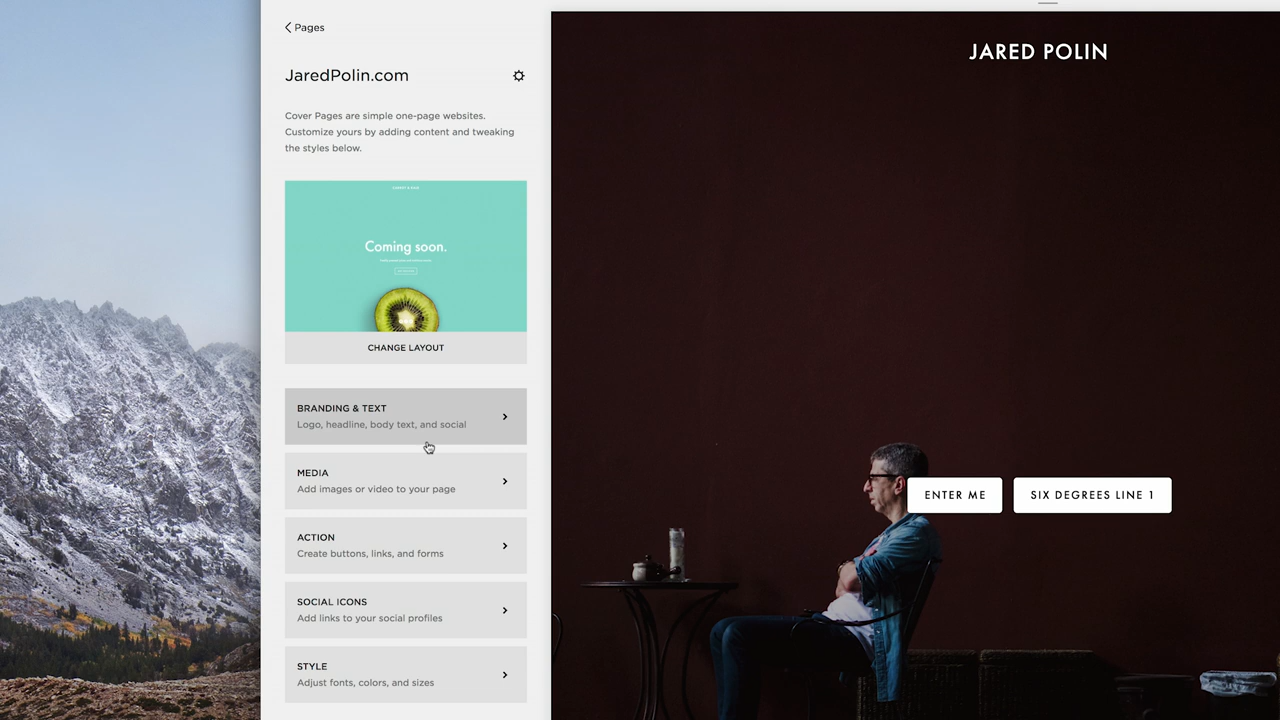 Pages
JaredPolin.com
Cover Pages are simple one-page websites.
Customize yours by adding content and tweaking
the styles below.
Coming soon.
CHANGE LAYOUT
BRANDING & TEXT
Logo, headline, body text, and social
MEDIA
Add images or video to your page
ACTION
Create buttons, links, and forms
SOCIAL ICONS
Add links to your social profiles
STYLE
Adjust fonts, colors, and sizes
JARED POLIN
ENTER ME
SIX DEGREES LINE 1